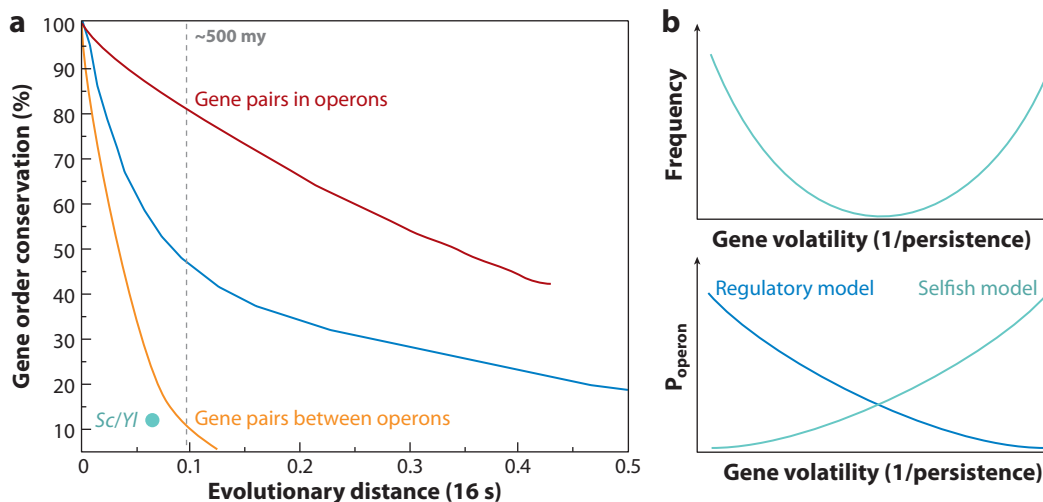 a
100
90
80
70
60
50
40
30
20
10
Gene order conservation (%)
~500 my
Gene pairs in operons
Gene pairs between operons
Sc/Yl
0
0.1
0.2
0.3
0.4
0.5
Evolutionary distance (16 s)
b
Frequency
Gene volatility (1/persistence)
Regulatory model
Selfish model
Poperon
Gene volatility (1/persistence)